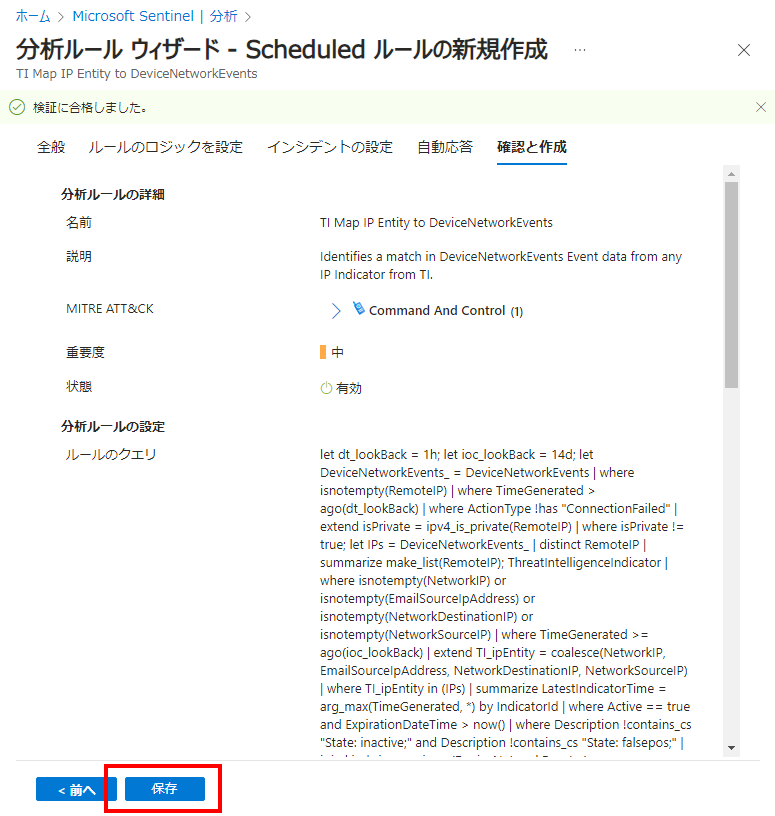 ホーム > Microsoft Sentinel | 分析 >
分析ルール ウィザード - Scheduled ルールの新規作成 ...
TI Map IP Entity to DeviceNetworkEvents
検証に合格しました。
全般 ルールのロジックを設定 インシデントの設定 自動応答 確認と作成
分析ルールの詳細
名前 TI Map IP Entity to DeviceNetworkEvents
説明 Identifies a match in DeviceNetworkEvents Event data from any
IP Indicator from TI.
MITRE ATT&CK > Command And Control (1)
重要度 中
状態 有効
分析ルールの設定
ルールのクエリ let dt_lookBack = 1h; let ioc_lookBack = 14d; let
DeviceNetworkEvents_ = DeviceNetworkEvents | where
isnotempty(RemoteIP) | where TimeGenerated >
ago(dt_lookBack) | where ActionType !has "ConnectionFailed" |
extend isPrivate = ipv4_is_private(RemoteIP) | where isPrivate !=
true; let IPs = DeviceNetworkEvents_ | distinct RemoteIP |
summarize make_list(RemoteIP); ThreatIntelligenceIndicator |
where isnotempty(NetworkIP) or
isnotempty(EmailSourceIpAddress) or
isnotempty(NetworkDestinationIP) or
isnotempty(NetworkSourceIP) | where TimeGenerated >=
ago(ioc_lookBack) | extend TI_ipEntity = coalesce(NetworkIP,
EmailSourceIpAddress, NetworkDestinationIP, NetworkSourceIP)
| where TI_ipEntity in (IPs) | summarize LatestIndicatorTime =
arg_max(TimeGenerated, *) by IndicatorId | where Active == true
and ExpirationDateTime > now() | where Description !contains_cs
"State: inactive;" and Description !contains_cs "State: falsepos;" |
< 前へ 保存